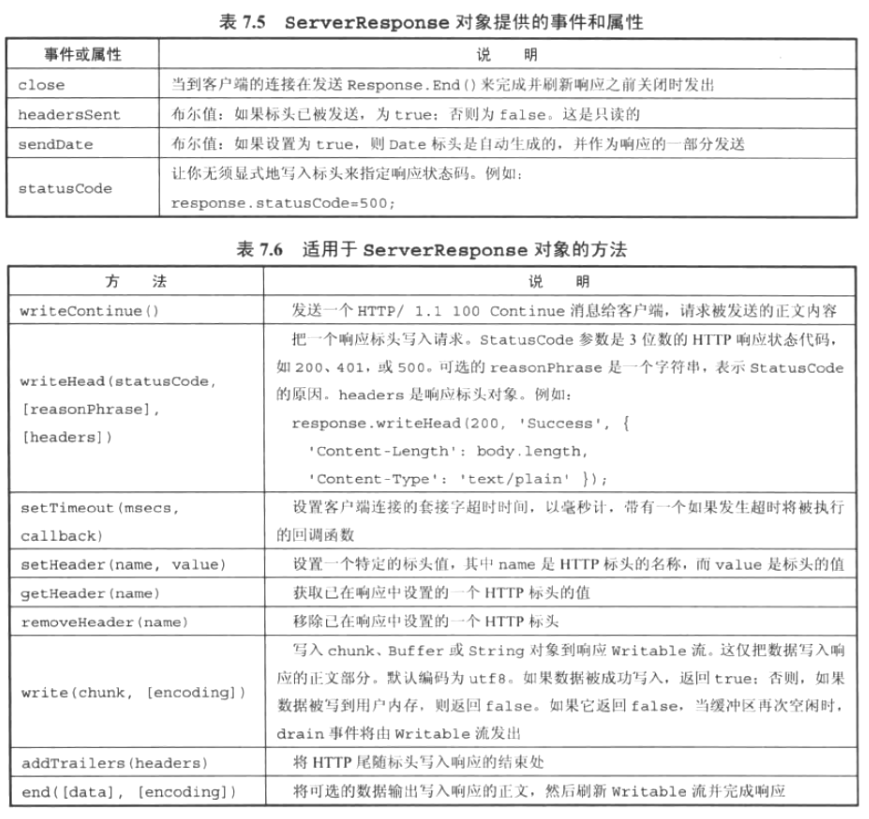 表 7.5 ServerResponse 对象提供的事件和属性
事件或属性 说 明
close 当到客户端的连接在发送 Response.End()来完成并刷新响应之前关闭时发出
headersSent 布尔值：如果标头已被发送，为 true；否则为 false。这是只读的
sendDate 布尔值：如果设置为 true，则 Date 标头是自动生成的，并作为响应的一部分发送
statusCode 让你无须显式地写入标头来指定响应状态码。例如：
response.statusCode=500;
表 7.6 适用于 ServerResponse 对象的方法
方 法 说 明
writeContinue() 发送一个 HTTP/ 1.1 100 Continue 消息给客户端，请求被发送的正文内容
writeHead(statusCode,
[reasonPhrase],
[headers])
把一个响应标头写入请求。StatusCode 参数是 3 位数的 HTTP 响应状态代码，
如 200、401，或 500。可选的 reasonPhrase 是一个字符串，表示 StatusCode
的原因。headers 是响应标头对象。例如：
response.writeHead(200, 'Success', {
'Content-Length': body.length,
'Content-Type': 'text/plain' });
setTimeout(msecs,
callback)
设置客户端连接的套接字超时时间，以毫秒计，带有一个如果发生超时将被执行
的回调函数
setHeader(name, value) 设置一个特定的标头值，其中 name 是 HTTP 标头的名称，而 value 是标头的值
getHeader(name) 获取已在响应中设置的一个 HTTP 标头的值
removeHeader(name) 移除已在响应中设置的一个 HTTP 标头
write(chunk, [encoding])
写入 chunk、Buffer 或 String 对象到响应 Writable 流。这仅把数据写入响
应的正文部分。默认编码为 utf8。如果数据被成功写入，返回 true；否则，如果
数据被写到用户内存，则返回 false。如果它返回 false，当缓冲区再次空闲时，
drain 事件将由 Writable 流发出
addTrailers(headers) 将 HTTP 尾随标头写入响应的结束处
end([data], [encoding]) 将可选的数据输出写入响应的正文，然后刷新 Writable 流并完成响应